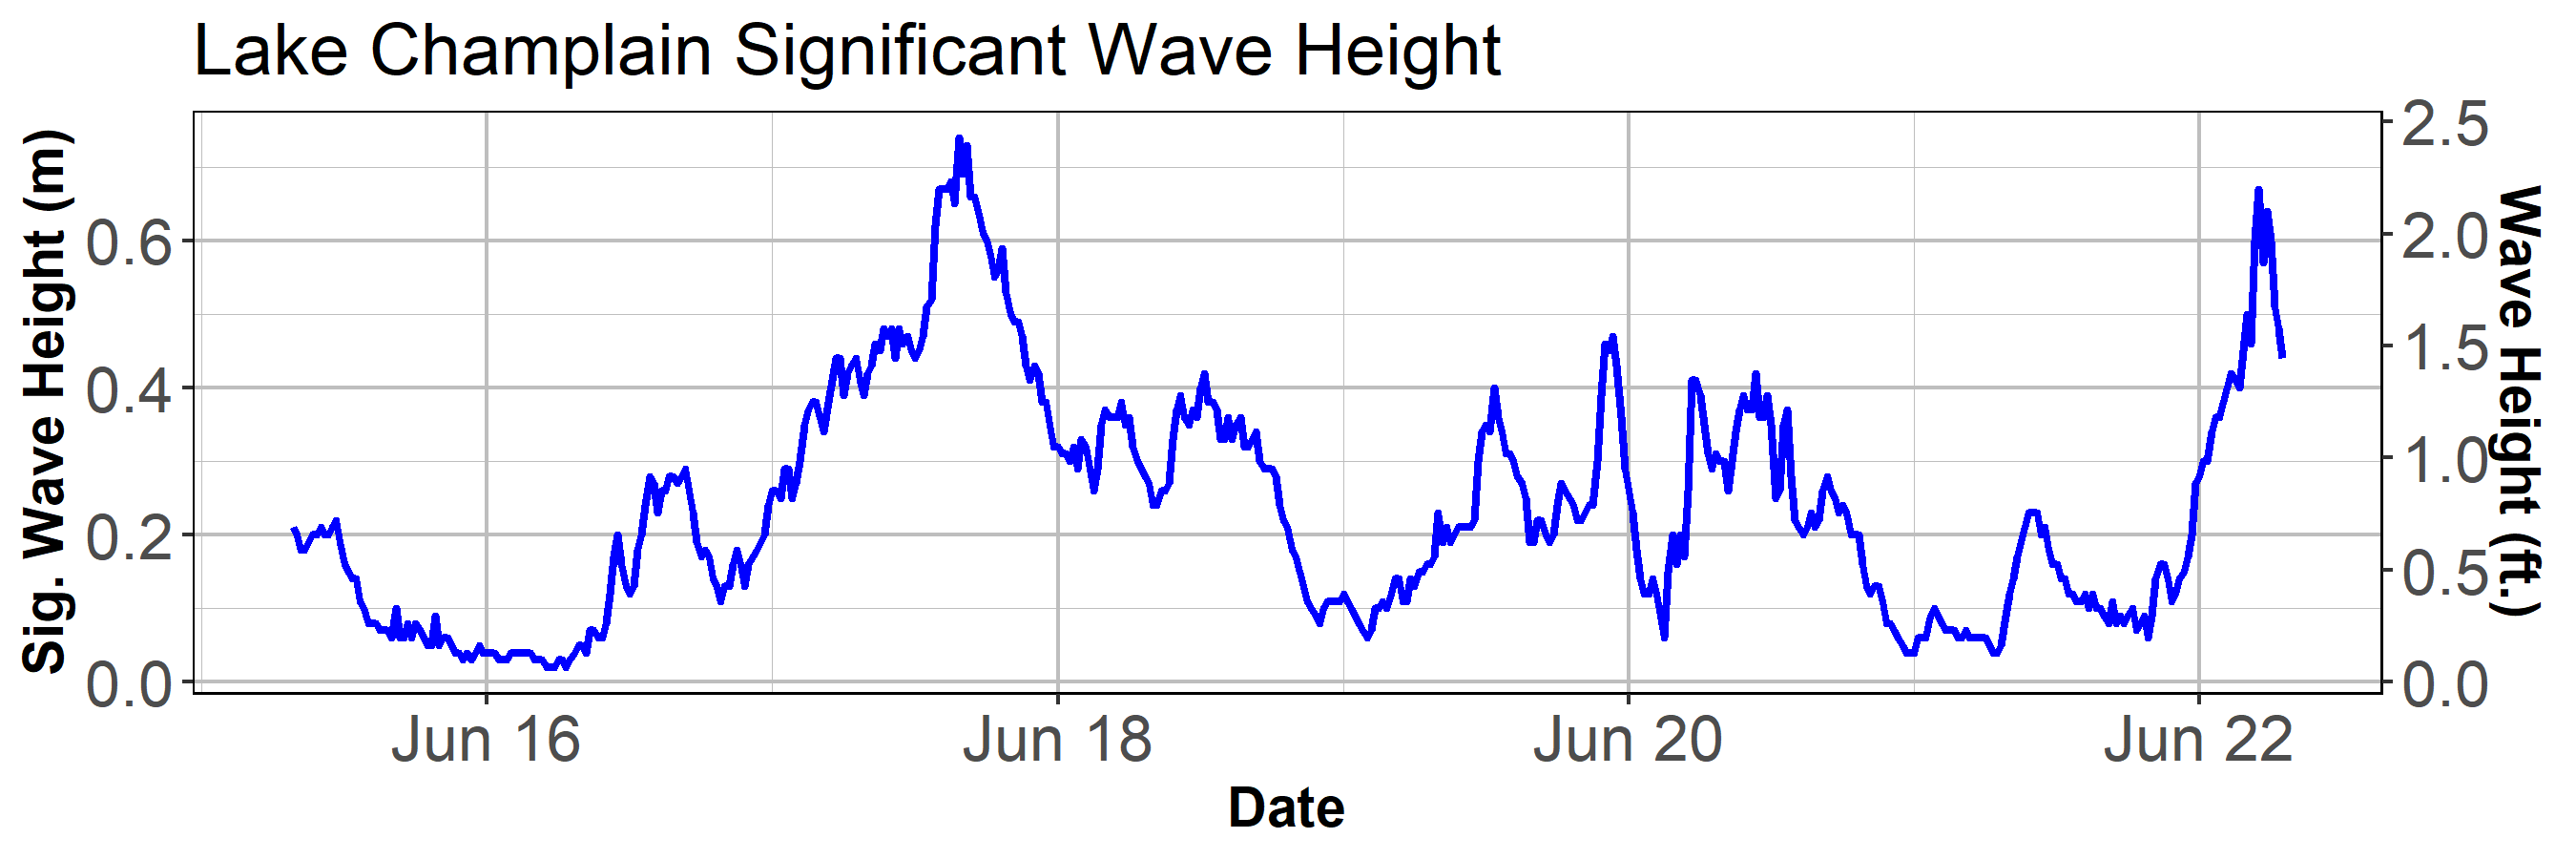 Lake Champlain Significant Wave Height
Sig. Wave Height (m)
0.6
0.4
0.2
0.0
2.5
2.0
1.5
1.0
0.5
0.0
Wave Height (ft.)
Jun 16
Jun 18
Jun 20
Jun 22
Date